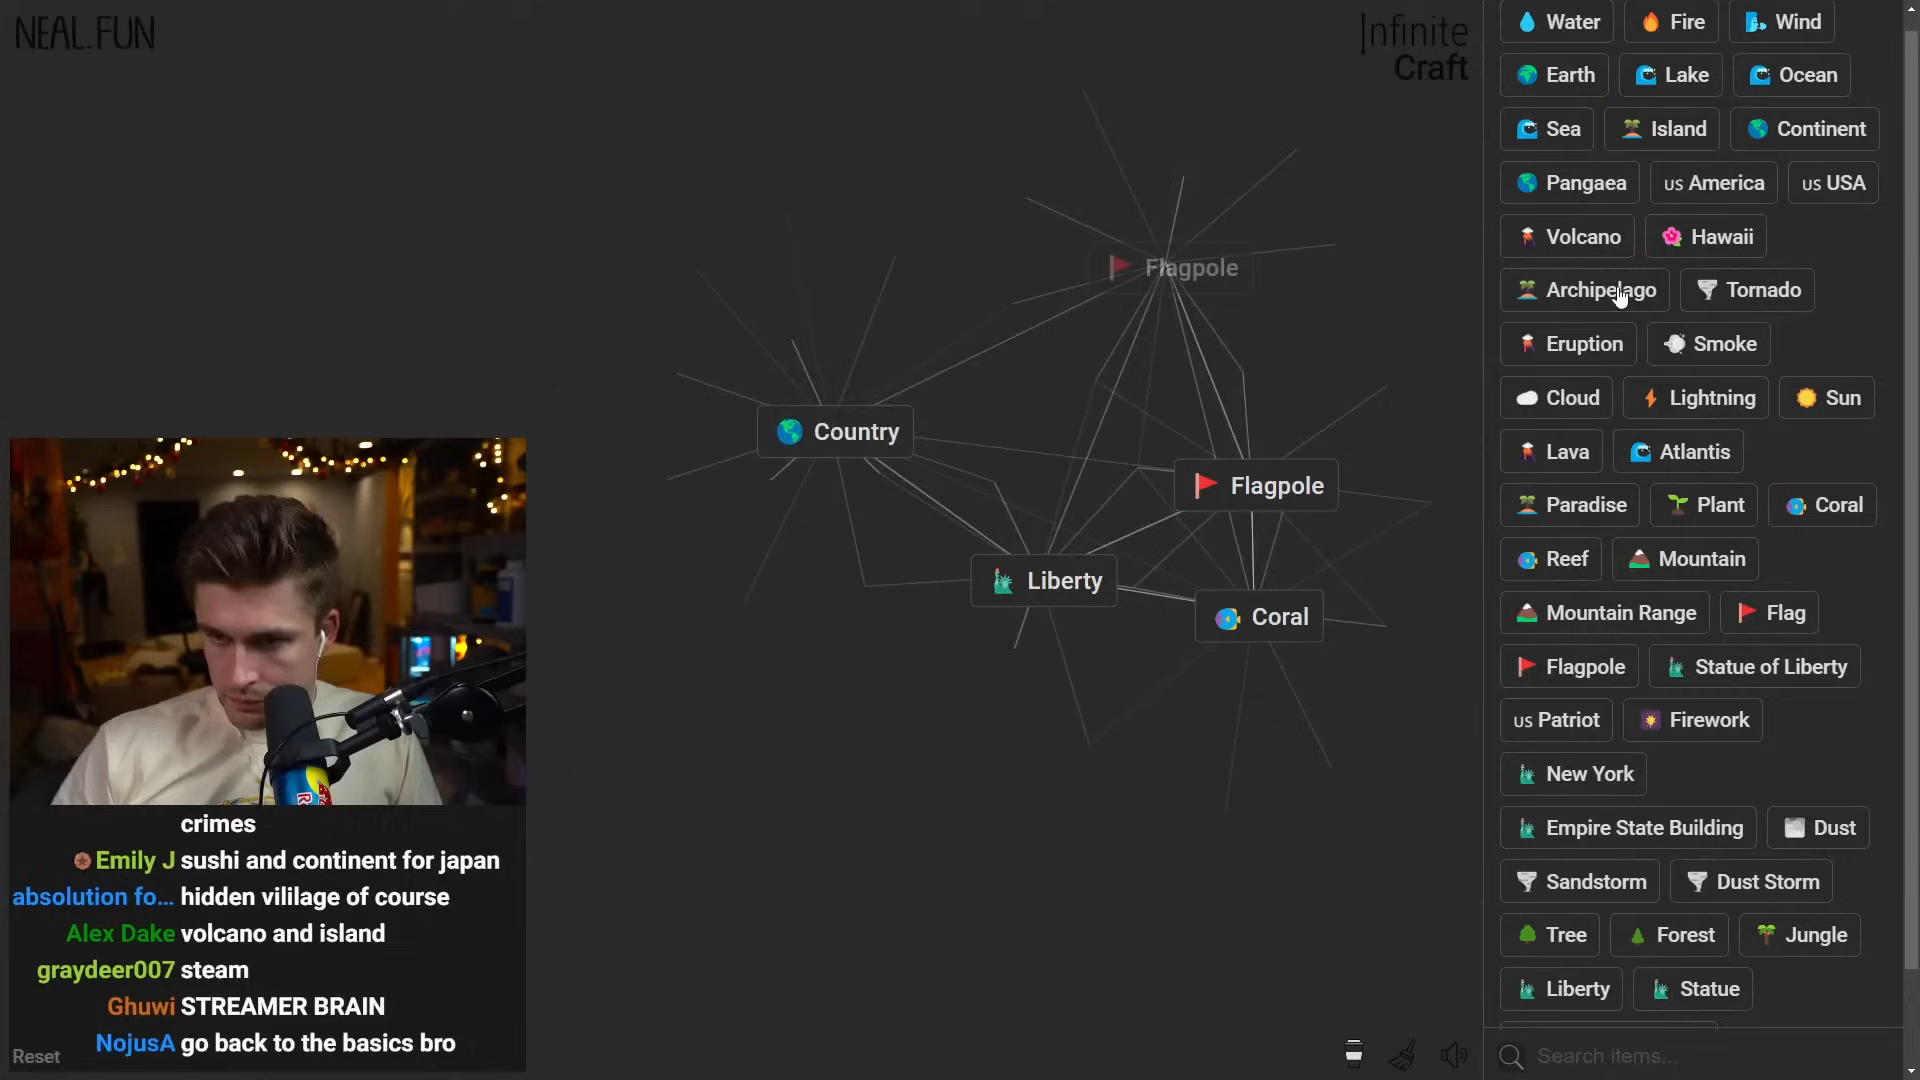 NEAL.FUN
Infinite
Craft
Flagpole
Country
Flagpole
Liberty
Coral
Water
Fire
Wind
Earth
Lake
Ocean
Sea
Island
Continent
Pangaea
us America
us USA
Volcano
Hawaii
Archipelago
Tornado
Eruption
Smoke
Cloud
Lightning
Sun
Lava
Atlantis
Paradise
Plant
Coral
Reef
Mountain
Mountain Range
Flag
Flagpole
Statue of Liberty
us Patriot
Firework
New York
Empire State Building
Dust
Sandstorm
Dust Storm
Tree
Forest
Jungle
Liberty
Statue
Search items...
crimes
Emily J sushi and continent for japan
absolution fo... hidden vililage of course
Alex Dake volcano and island
graydeer007 steam
Ghuwi STREAMER BRAIN
NojusA go back to the basics bro
Reset